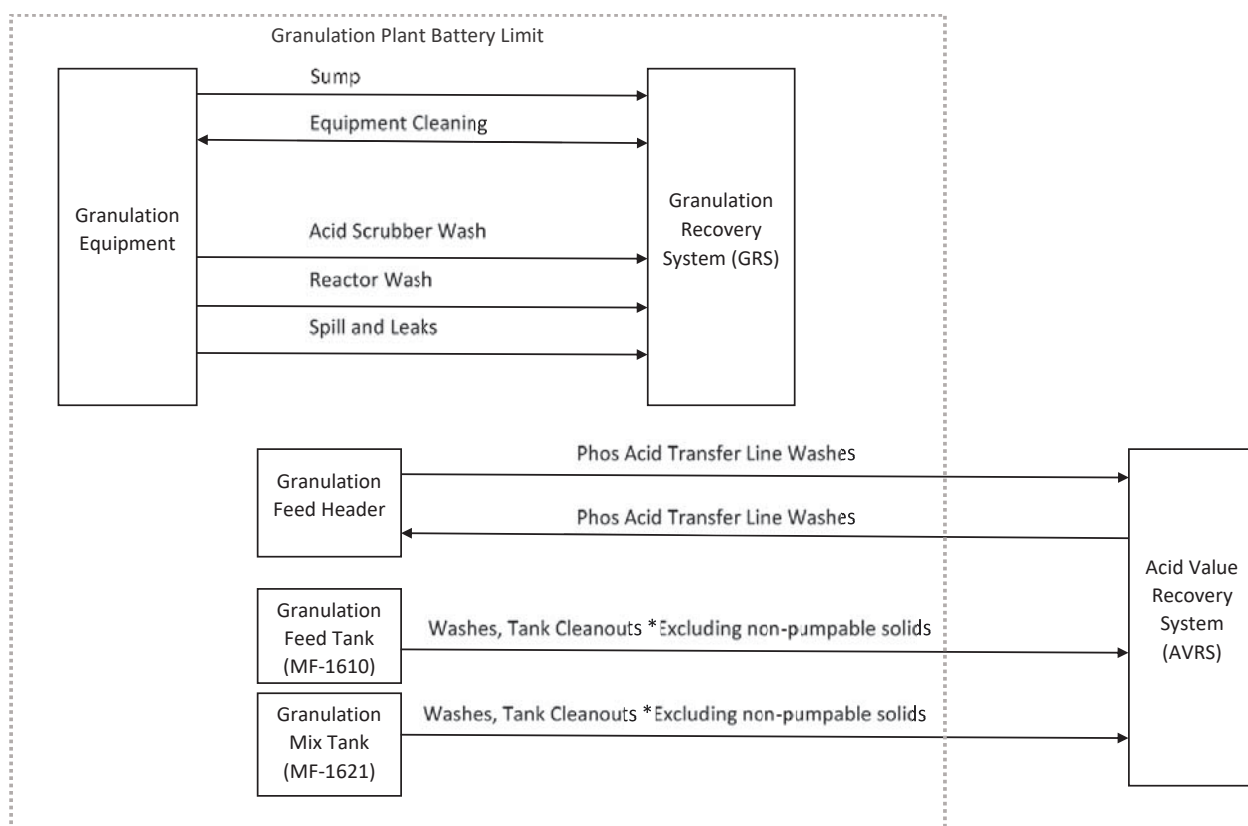 Granulation Plant Battery Limit
Sump
Equipment Cleaning
Granulation
Equipment
Acid Scrubber Wash
Reactor Wash
Spill and Leaks
Granulation
Recovery
System (GRS)
Granulation
Feed Header
Phos Acid Transfer Line Washes
Phos Acid Transfer Line Washes
Granulation
Feed Tank
(MF-1610)
Washes, Tank Cleanouts *Excluding non-pumpable solids
Granulation
Mix Tank
(MF-1621)
Washes, Tank Cleanouts *Excluding non-pumpable solids
Acid Value
Recovery
System
(AVRS)